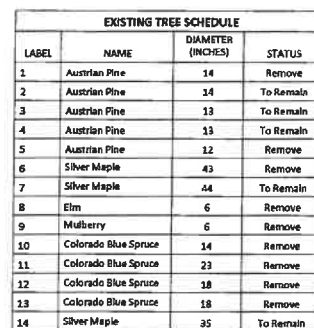 EXISTING TREE SCHEDULE
LABEL NAME DIAMETER (INCHES) STATUS
1 Austrian Pine 14 Remove
2 Austrian Pine 14 To Remain
3 Austrian Pine 13 To Remain
4 Austrian Pine 13 To Remain
5 Austrian Pine 12 Remove
6 Silver Maple 43 Remove
7 Silver Maple 44 To Remain
8 Elm 6 Remove
9 Mulberry 6 Remove
10 Colorado Blue Spruce 14 Remove
11 Colorado Blue Spruce 23 Remove
12 Colorado Blue Spruce 18 Remove
13 Colorado Blue Spruce 18 Remove
14 Silver Maple 35 To Remain